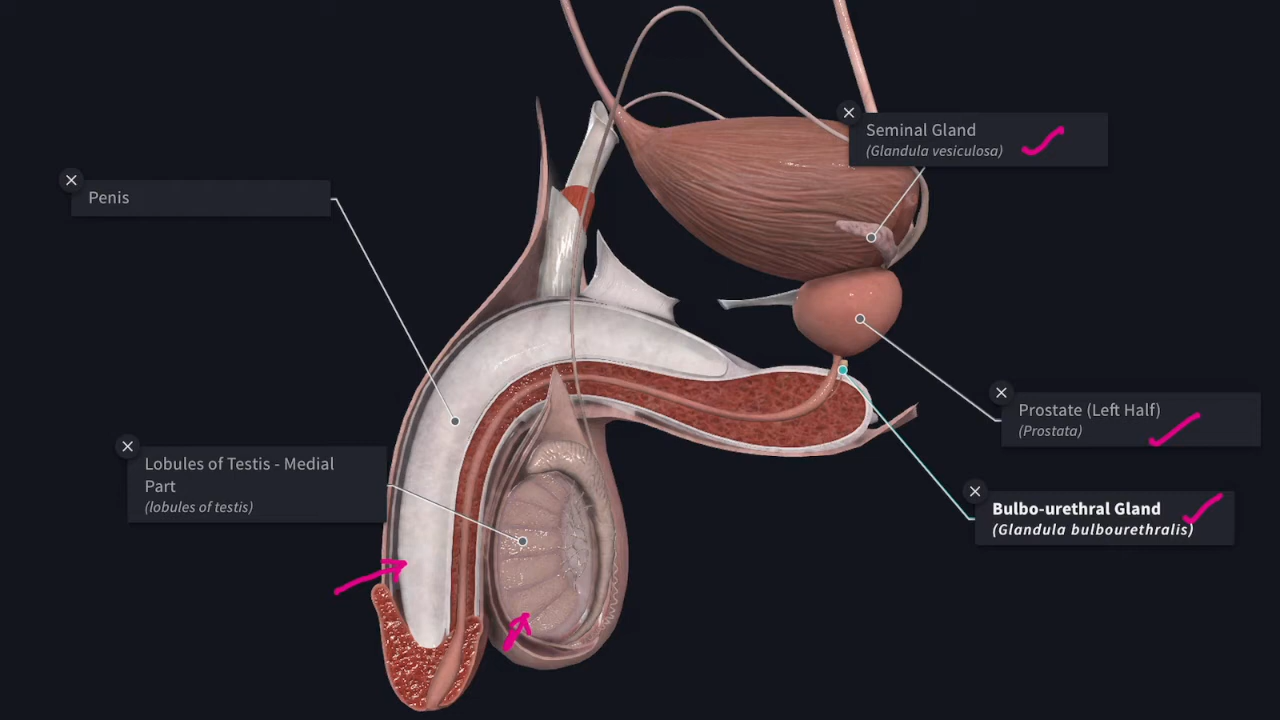 Seminal Gland
(Glandula vesiculosa)
Penis
Prostate (Left Half)
(Prostata)
Lobules of Testis - Medial
Part
(lobules of testis)
Bulbo-urethral Gland
(Glandula bulbourethralis)